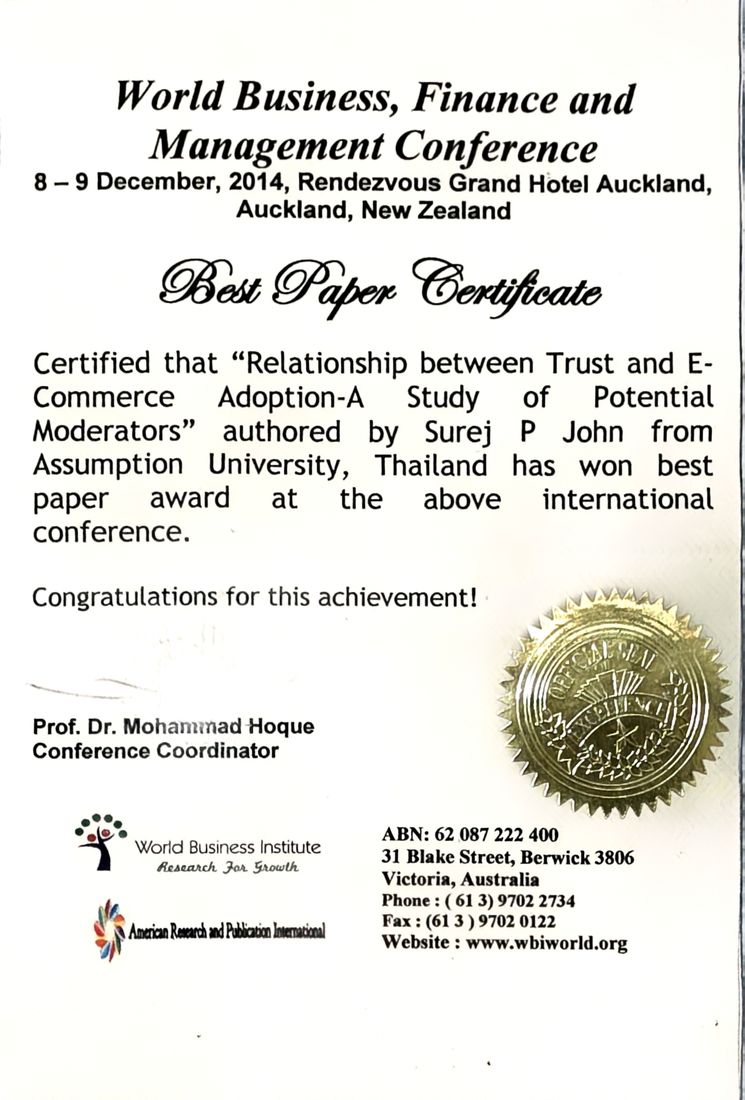 World Business, Finance and
Management Conference
8 – 9 December, 2014, Rendezvous Grand Hotel Auckland,
Auckland, New Zealand
Best Paper Certificate
Certified that “Relationship between Trust and E-
Commerce Adoption-A Study of Potential
Moderators” authored by Surej P John from
Assumption University, Thailand has won best
paper award at the above international
conference.
Congratulations for this achievement!
OFFICIAL SEAL
EXCELLENCE
Prof. Dr. Mohammad Hoque
Conference Coordinator
World Business Institute
Research For Growth
American Research and Publication International
ABN: 62 087 222 400
31 Blake Street, Berwick 3806
Victoria, Australia
Phone : ( 61 3) 9702 2734
Fax : (61 3 ) 9702 0122
Website : www.wbiworld.org